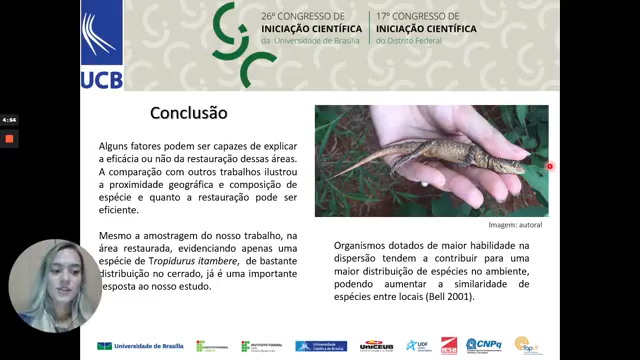 26º CONGRESSO DE
INICIAÇÃO CIENTÍFICA
da Universidade de Brasília
17º CONGRESSO DE
INICIAÇÃO CIENTÍFICA
do Distrito Federal
UCB
4:54
Conclusão
Alguns fatores podem ser capazes de explicar
a eficácia ou não da restauração dessas áreas.
A comparação com outros trabalhos ilustrou
a proximidade geográfica e composição de
espécie e quanto a restauração pode ser
eficiente.
Mesmo a amostragem do nosso trabalho, na
área restaurada, evidenciando apenas uma
espécie de Tropidurus itambere, de bastante
distribuição no cerrado, já é uma importante
resposta ao nosso estudo.
Imagem: autoral
Organismos dotados de maior habilidade na
dispersão tendem a contribuir para uma
maior distribuição de espécies no ambiente,
podendo aumentar a similaridade de
espécies entre locais (Bell 2001).
Universidade de Brasília
INSTITUTO FEDERAL
UniCEUB
UDF
ICSB
CNPq